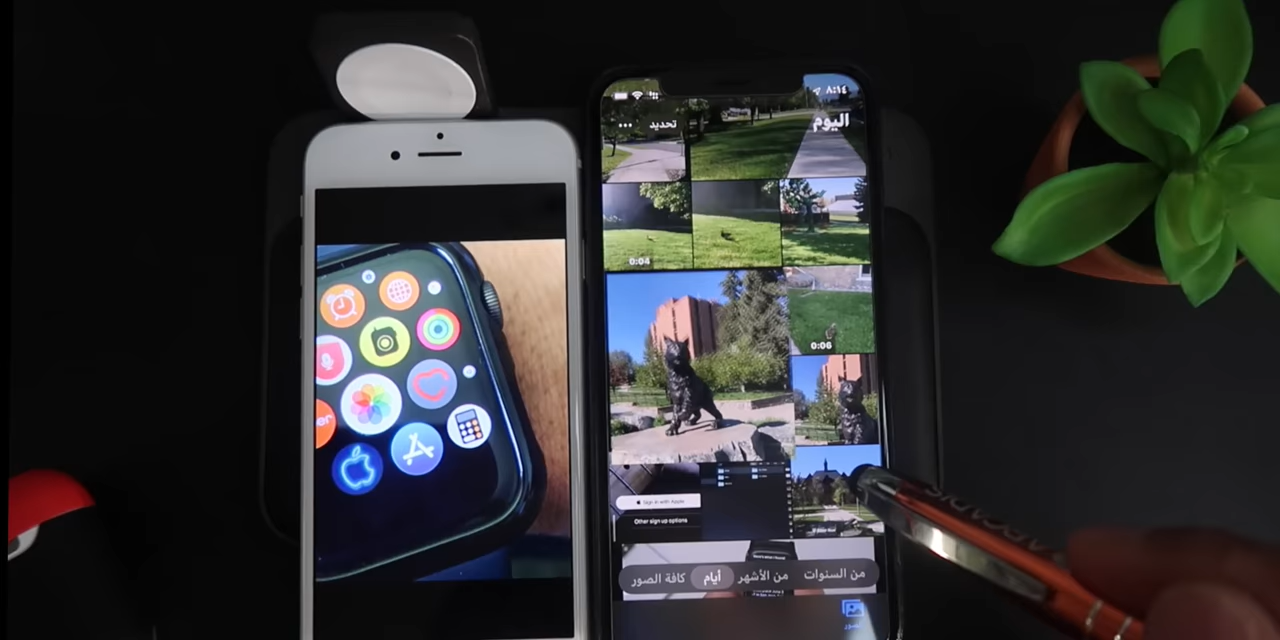 ٨:١٤
اليوم
تحديد
0:04
0:06
Sign in with Apple
Other sign up options
من السنوات من الأشهر أيام كافة الصور